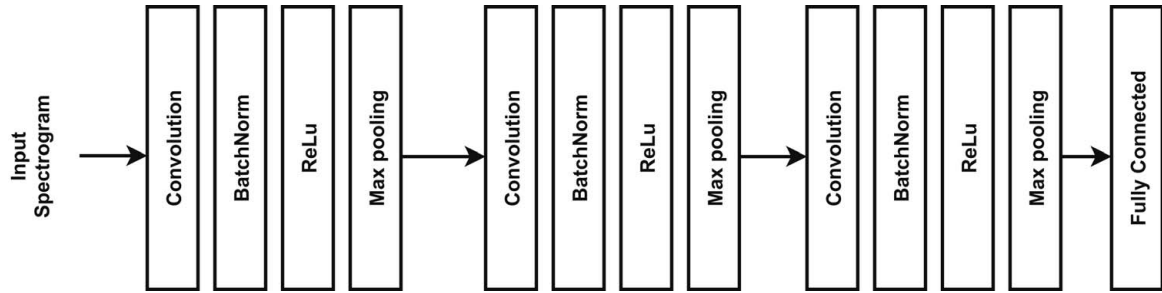 Input
Spectrogram
Convolution
BatchNorm
ReLu
Max pooling
Convolution
BatchNorm
ReLu
Max pooling
Convolution
BatchNorm
ReLu
Max pooling
Fully Connected